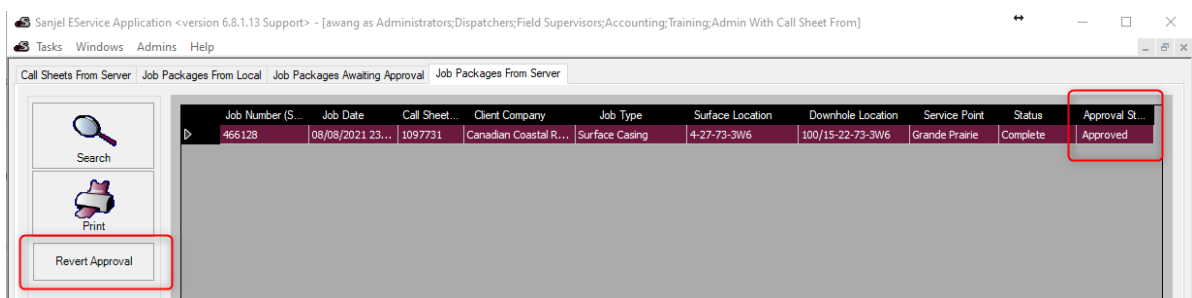 Sanjel EService Application <version 6.8.1.13 Support> - [awang as Administrators;Dispatchers;Field Supervisors;Accounting;Training;Admin With Call Sheet From]
Tasks Windows Admins Help
Call Sheets From Server Job Packages From Local Job Packages Awaiting Approval Job Packages From Server
Job Number (S... Job Date Call Sheet... Client Company Job Type Surface Location Downhole Location Service Point Status Approval St...
466128 08/08/2021 23... 1097731 Canadian Coastal R... Surface Casing 4-27-73-3W6 100/15-22-73-3W6 Grande Prairie Complete Approved
Search
Print
Revert Approval